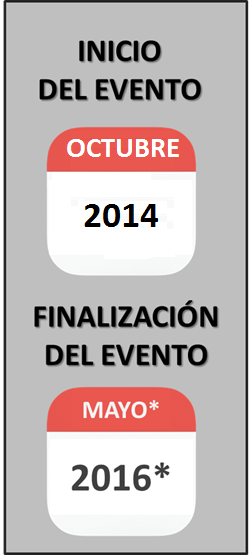 INICIO
DEL EVENTO
OCTUBRE
2014
FINALIZACIÓN
DEL EVENTO
MAYO*
2016*